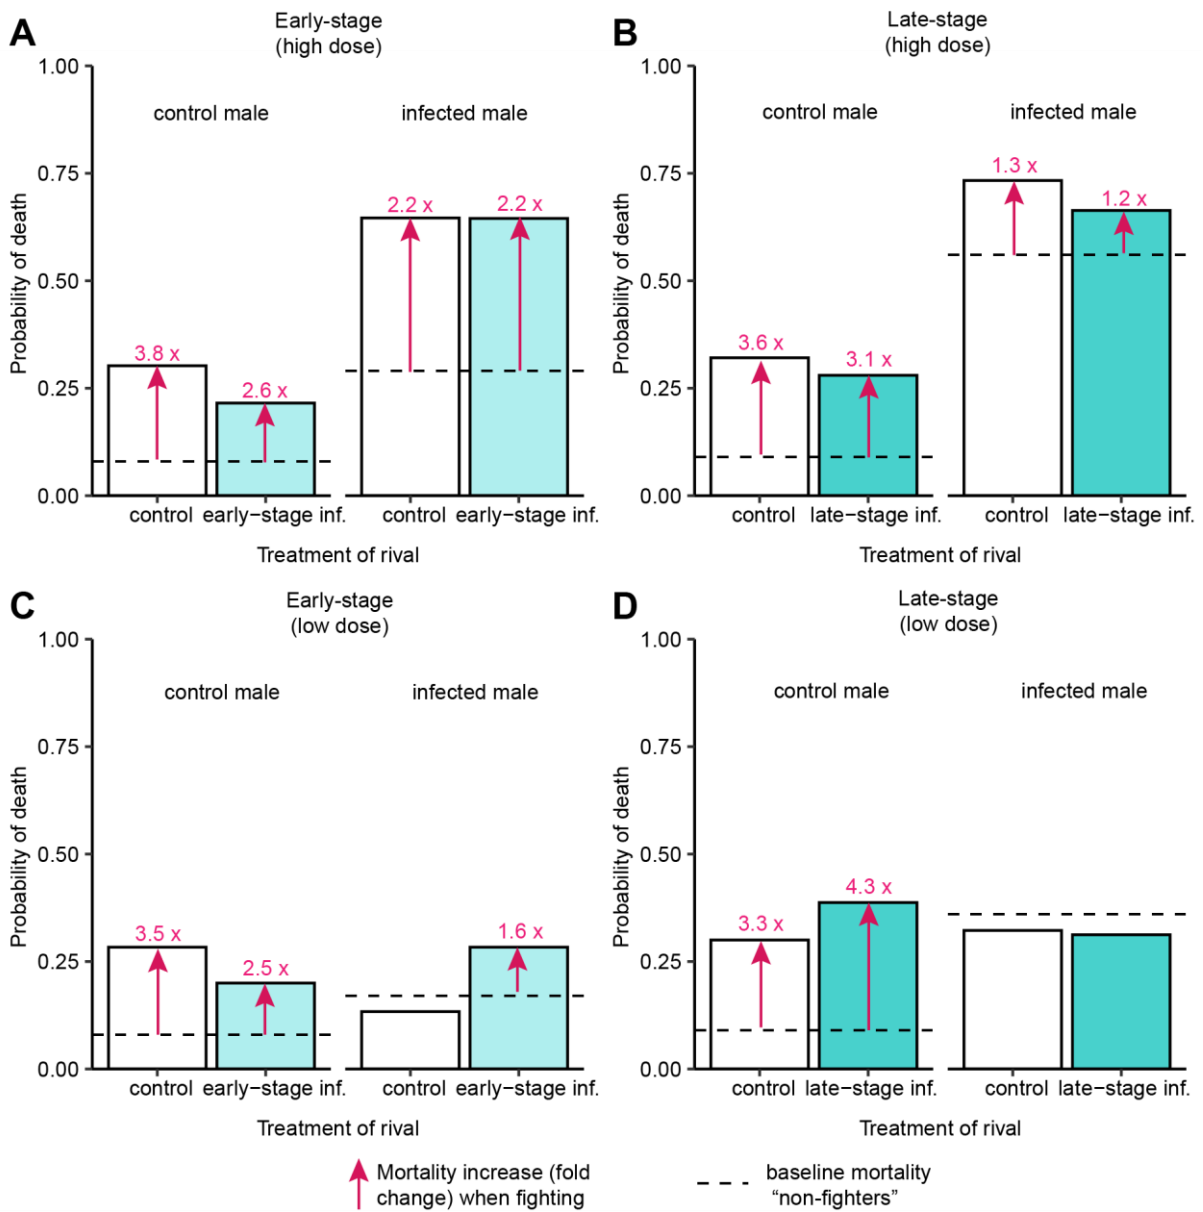 A
Early-stage
(high dose)
Probability of death
1.00
0.75
0.50
0.25
0.00
control male
infected male
3.8 x
2.6 x
2.2 x
2.2 x
control
early−stage inf.
control
early−stage inf.
Treatment of rival
B
Late-stage
(high dose)
Probability of death
1.00
0.75
0.50
0.25
0.00
control male
infected male
3.6 x
3.1 x
1.3 x
1.2 x
control
late−stage inf.
control
late−stage inf.
Treatment of rival
C
Early-stage
(low dose)
Probability of death
1.00
0.75
0.50
0.25
0.00
control male
infected male
3.5 x
2.5 x
1.6 x
control
early−stage inf.
control
early−stage inf.
Treatment of rival
D
Late-stage
(low dose)
Probability of death
1.00
0.75
0.50
0.25
0.00
control male
infected male
3.3 x
4.3 x
control
late−stage inf.
control
late−stage inf.
Treatment of rival
Mortality increase (fold
change) when fighting
baseline mortality
“non-fighters”